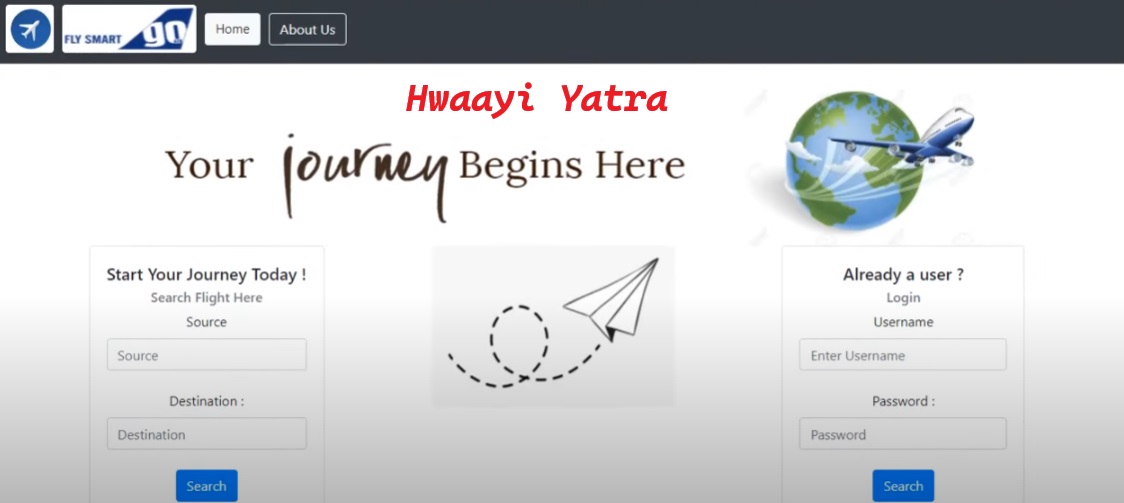 FLY SMART go
Home
About Us
Hwaayi Yatra
Your journey Begins Here
Start Your Journey Today !
Search Flight Here
Source
Source
Destination :
Destination
Search
Already a user ?
Login
Username
Enter Username
Password :
Password
Search